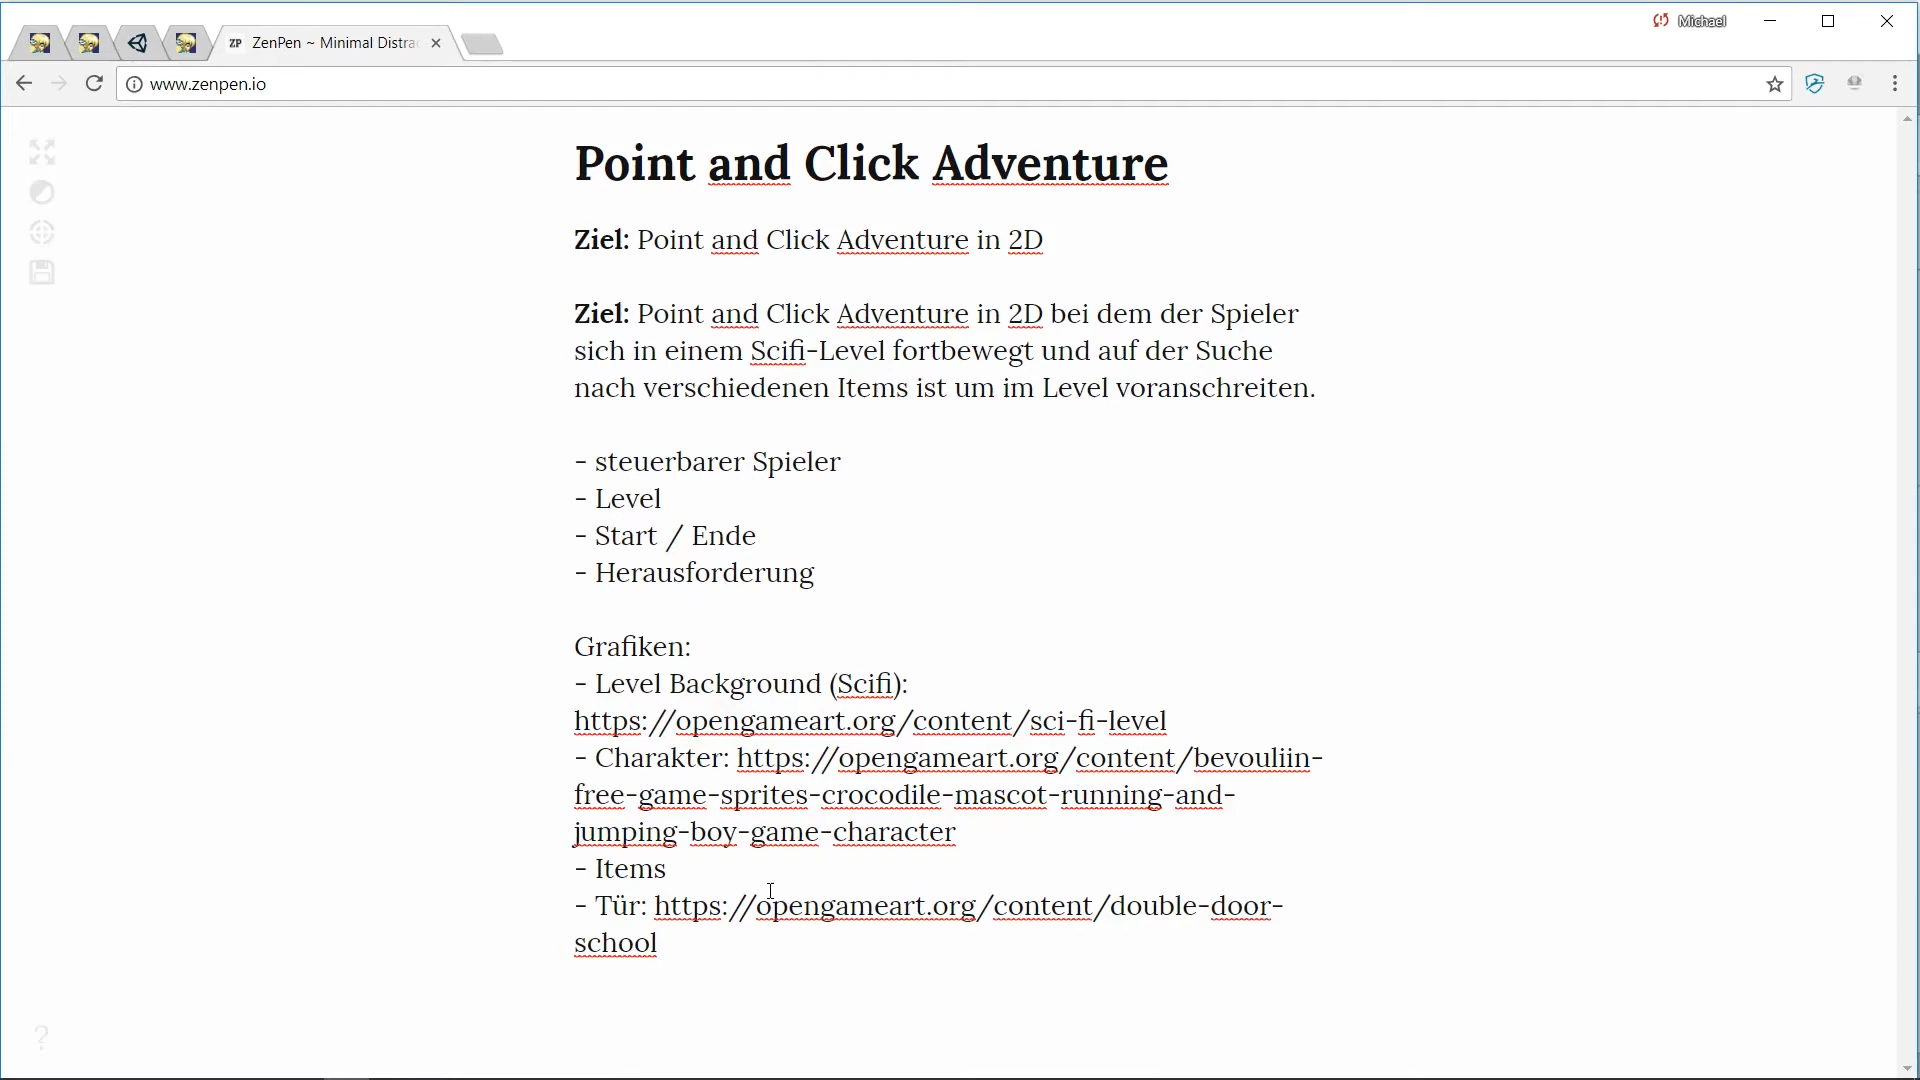 Michael
ZP ZenPen ~ Minimal Distra
www.zenpen.io
Point and Click Adventure
Ziel: Point and Click Adventure in 2D
Ziel: Point and Click Adventure in 2D bei dem der Spieler
sich in einem Scifi-Level fortbewegt und auf der Suche
nach verschiedenen Items ist um im Level voranschreiten.
- steuerbarer Spieler
- Level
- Start / Ende
- Herausforderung
Grafiken:
- Level Background (Scifi):
https://opengameart.org/content/sci-fi-level
- Charakter: https://opengameart.org/content/bevouliin-
free-game-sprites-crocodile-mascot-running-and-
jumping-boy-game-character
- Items
- Tür: https://opengameart.org/content/double-door-
school
?